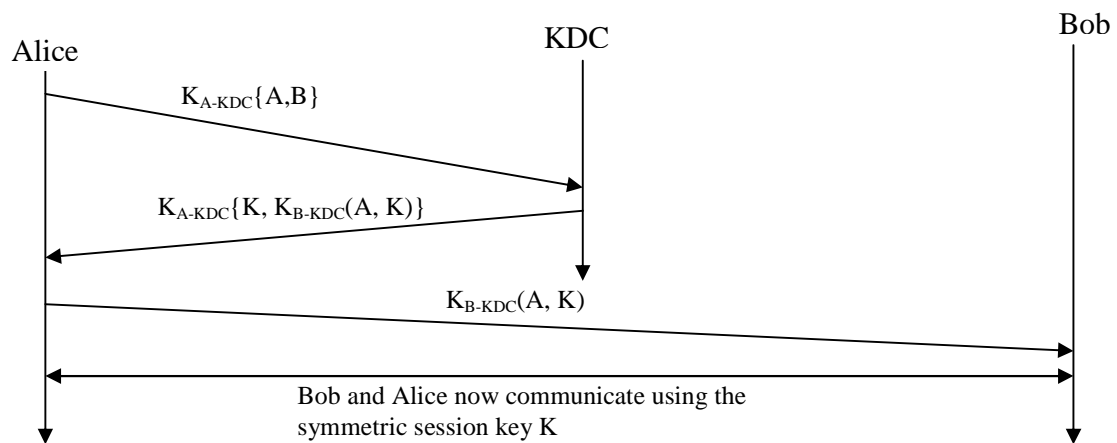 Alice
KDC
Bob
K_A-KDC{A,B}
K_A-KDC{K, K_B-KDC(A, K)}
K_B-KDC(A, K)
Bob and Alice now communicate using the
symmetric session key K